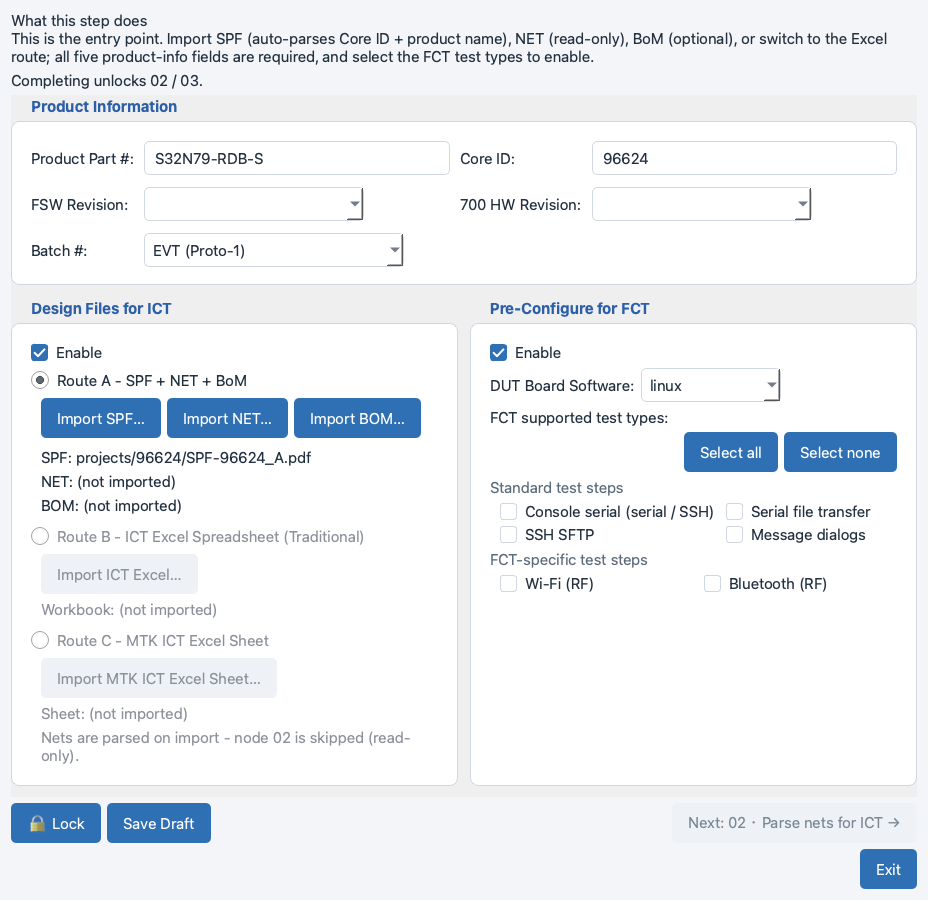 What this step does
This is the entry point. Import SPF (auto-parses Core ID + product name), NET (read-only), BoM (optional), or switch to the Excel
route; all five product-info fields are required, and select the FCT test types to enable.
Completing unlocks 02 / 03.
Product Information
Product Part #: S32N79-RDB-S Core ID: 96624
FSW Revision: 700 HW Revision:
Batch #: EVT (Proto-1)
Design Files for ICT
Enable
Route A - SPF + NET + BoM
Import SPF... Import NET... Import BOM...
SPF: projects/96624/SPF-96624_A.pdf
NET: (not imported)
BOM: (not imported)
Route B - ICT Excel Spreadsheet (Traditional)
Import ICT Excel...
Workbook: (not imported)
Route C - MTK ICT Excel Sheet
Import MTK ICT Excel Sheet...
Sheet: (not imported)
Nets are parsed on import - node 02 is skipped (read-
only).
Pre-Configure for FCT
Enable
DUT Board Software: linux
FCT supported test types:
Select all Select none
Standard test steps
Console serial (serial / SSH) Serial file transfer
SSH SFTP Message dialogs
FCT-specific test steps
Wi-Fi (RF) Bluetooth (RF)
🔒 Lock Save Draft Next: 02 · Parse nets for ICT →
Exit